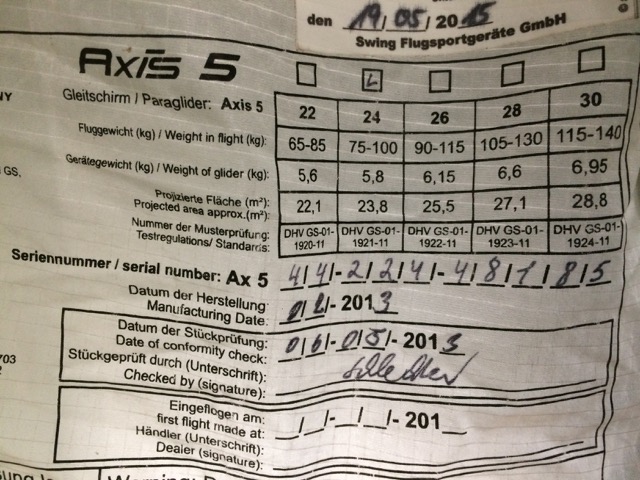 den 19/05/2015
Swing Flugsportgeräte GmbH
Axis 5
NY Gleitschirm / Paraglider: Axis 5 22 24 26 28 30
Fluggewicht (kg) / Weight in flight (kg): 65-85 75-100 90-115 105-130 115-140
GS, Gerätegewicht (kg) / Weight of glider (kg): 5,6 5,8 6,15 6,6 6,95
Projizierte Fläche (m²):
Projected area approx.(m²): 22,1 23,8 25,5 27,1 28,8
Nummer der Musterprüfung: DHV GS-01- DHV GS-01- DHV GS-01- DHV GS-01- DHV GS-01-
Testregulations/ Standards: 1920-11 1921-11 1922-11 1923-11 1924-11
Seriennummer / serial number: Ax 5 44-224-48185
Datum der Herstellung:
Manufacturing Date: -2013
Datum der Stückprüfung:
Date of conformity check: 06-05-2013
703 Stückgeprüft durch (Unterschrift):
Checked by (signature):
Eingeflogen am:
first flight made at: __/__-__/__-201__
Händler (Unterschrift):
Dealer (signature):